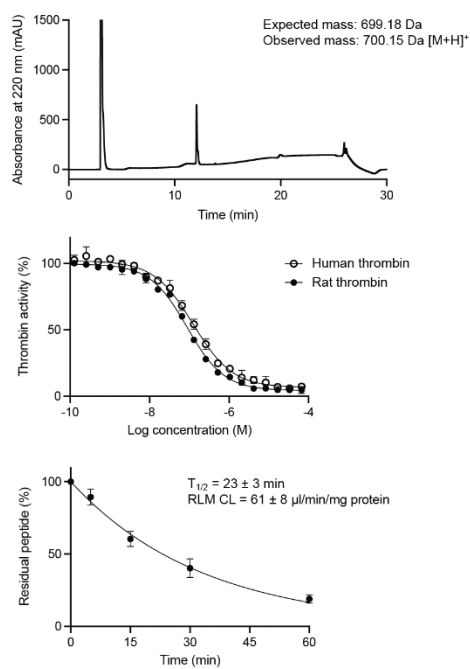 Expected mass: 699.18 Da
Observed mass: 700.15 Da [M+H]⁺
Absorbance at 220 nm (mAU)
1500
1000
500
0
0 10 20 30
Time (min)
Thrombin activity (%)
100
50
0
Human thrombin
Rat thrombin
-10 -8 -6 -4
Log concentration (M)
Residual peptide (%)
100
50
0
T1/2 = 23 ± 3 min
RLM CL = 61 ± 8 µl/min/mg protein
0 15 30 45 60
Time (min)